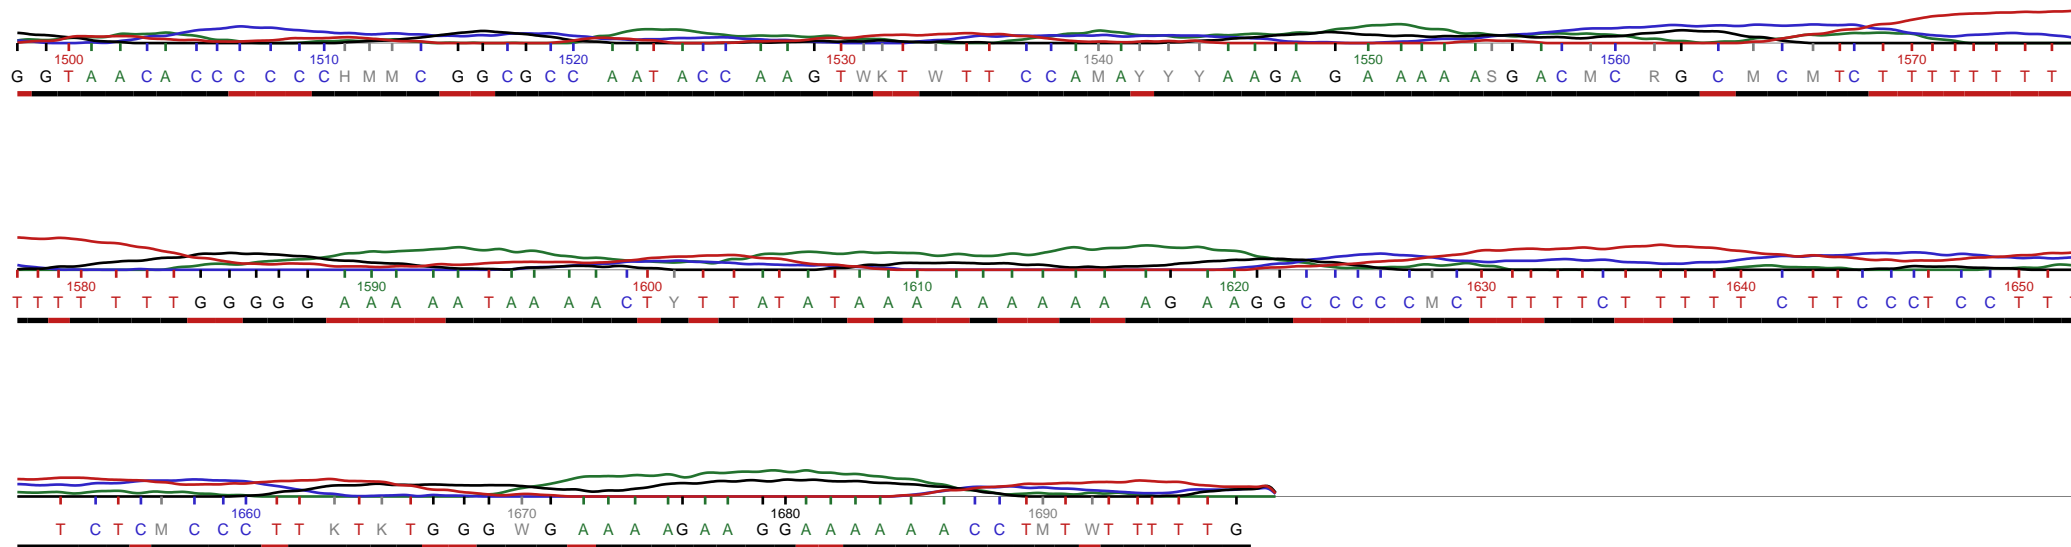 1500 1510 1520 1530 1540 1550 1560 1570
G G T A A C A C C C C C C H M M C G G C G C C A A T A C C A A G T W K T W T T C C A M A Y Y Y A A G A G A A A A A S G A C M C R G C M C M T C T T T T T T T T
1580 1590 1600 1610 1620 1630 1640 1650
T T T T T T T G G G G G A A A A A T A A A A C T Y T T A T A T A A A A A A A A A A G A A G G C C C C C M C T T T T C T T T T T C T T C C C T C C T T
1660 1670 1680 1690
T C T C M C C C T T K T K T G G G W G A A A A G A A G G A A A A A A C C T M T W T T T T T G